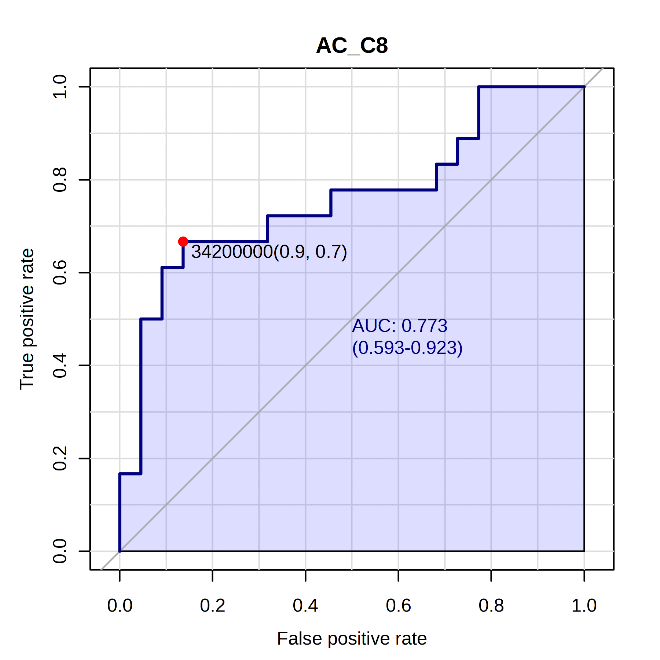 AC_C8
True positive rate
1.0
0.8
0.6
0.4
0.2
0.0
34200000(0.9, 0.7)
AUC: 0.773
(0.593-0.923)
0.0 0.2 0.4 0.6 0.8 1.0
False positive rate